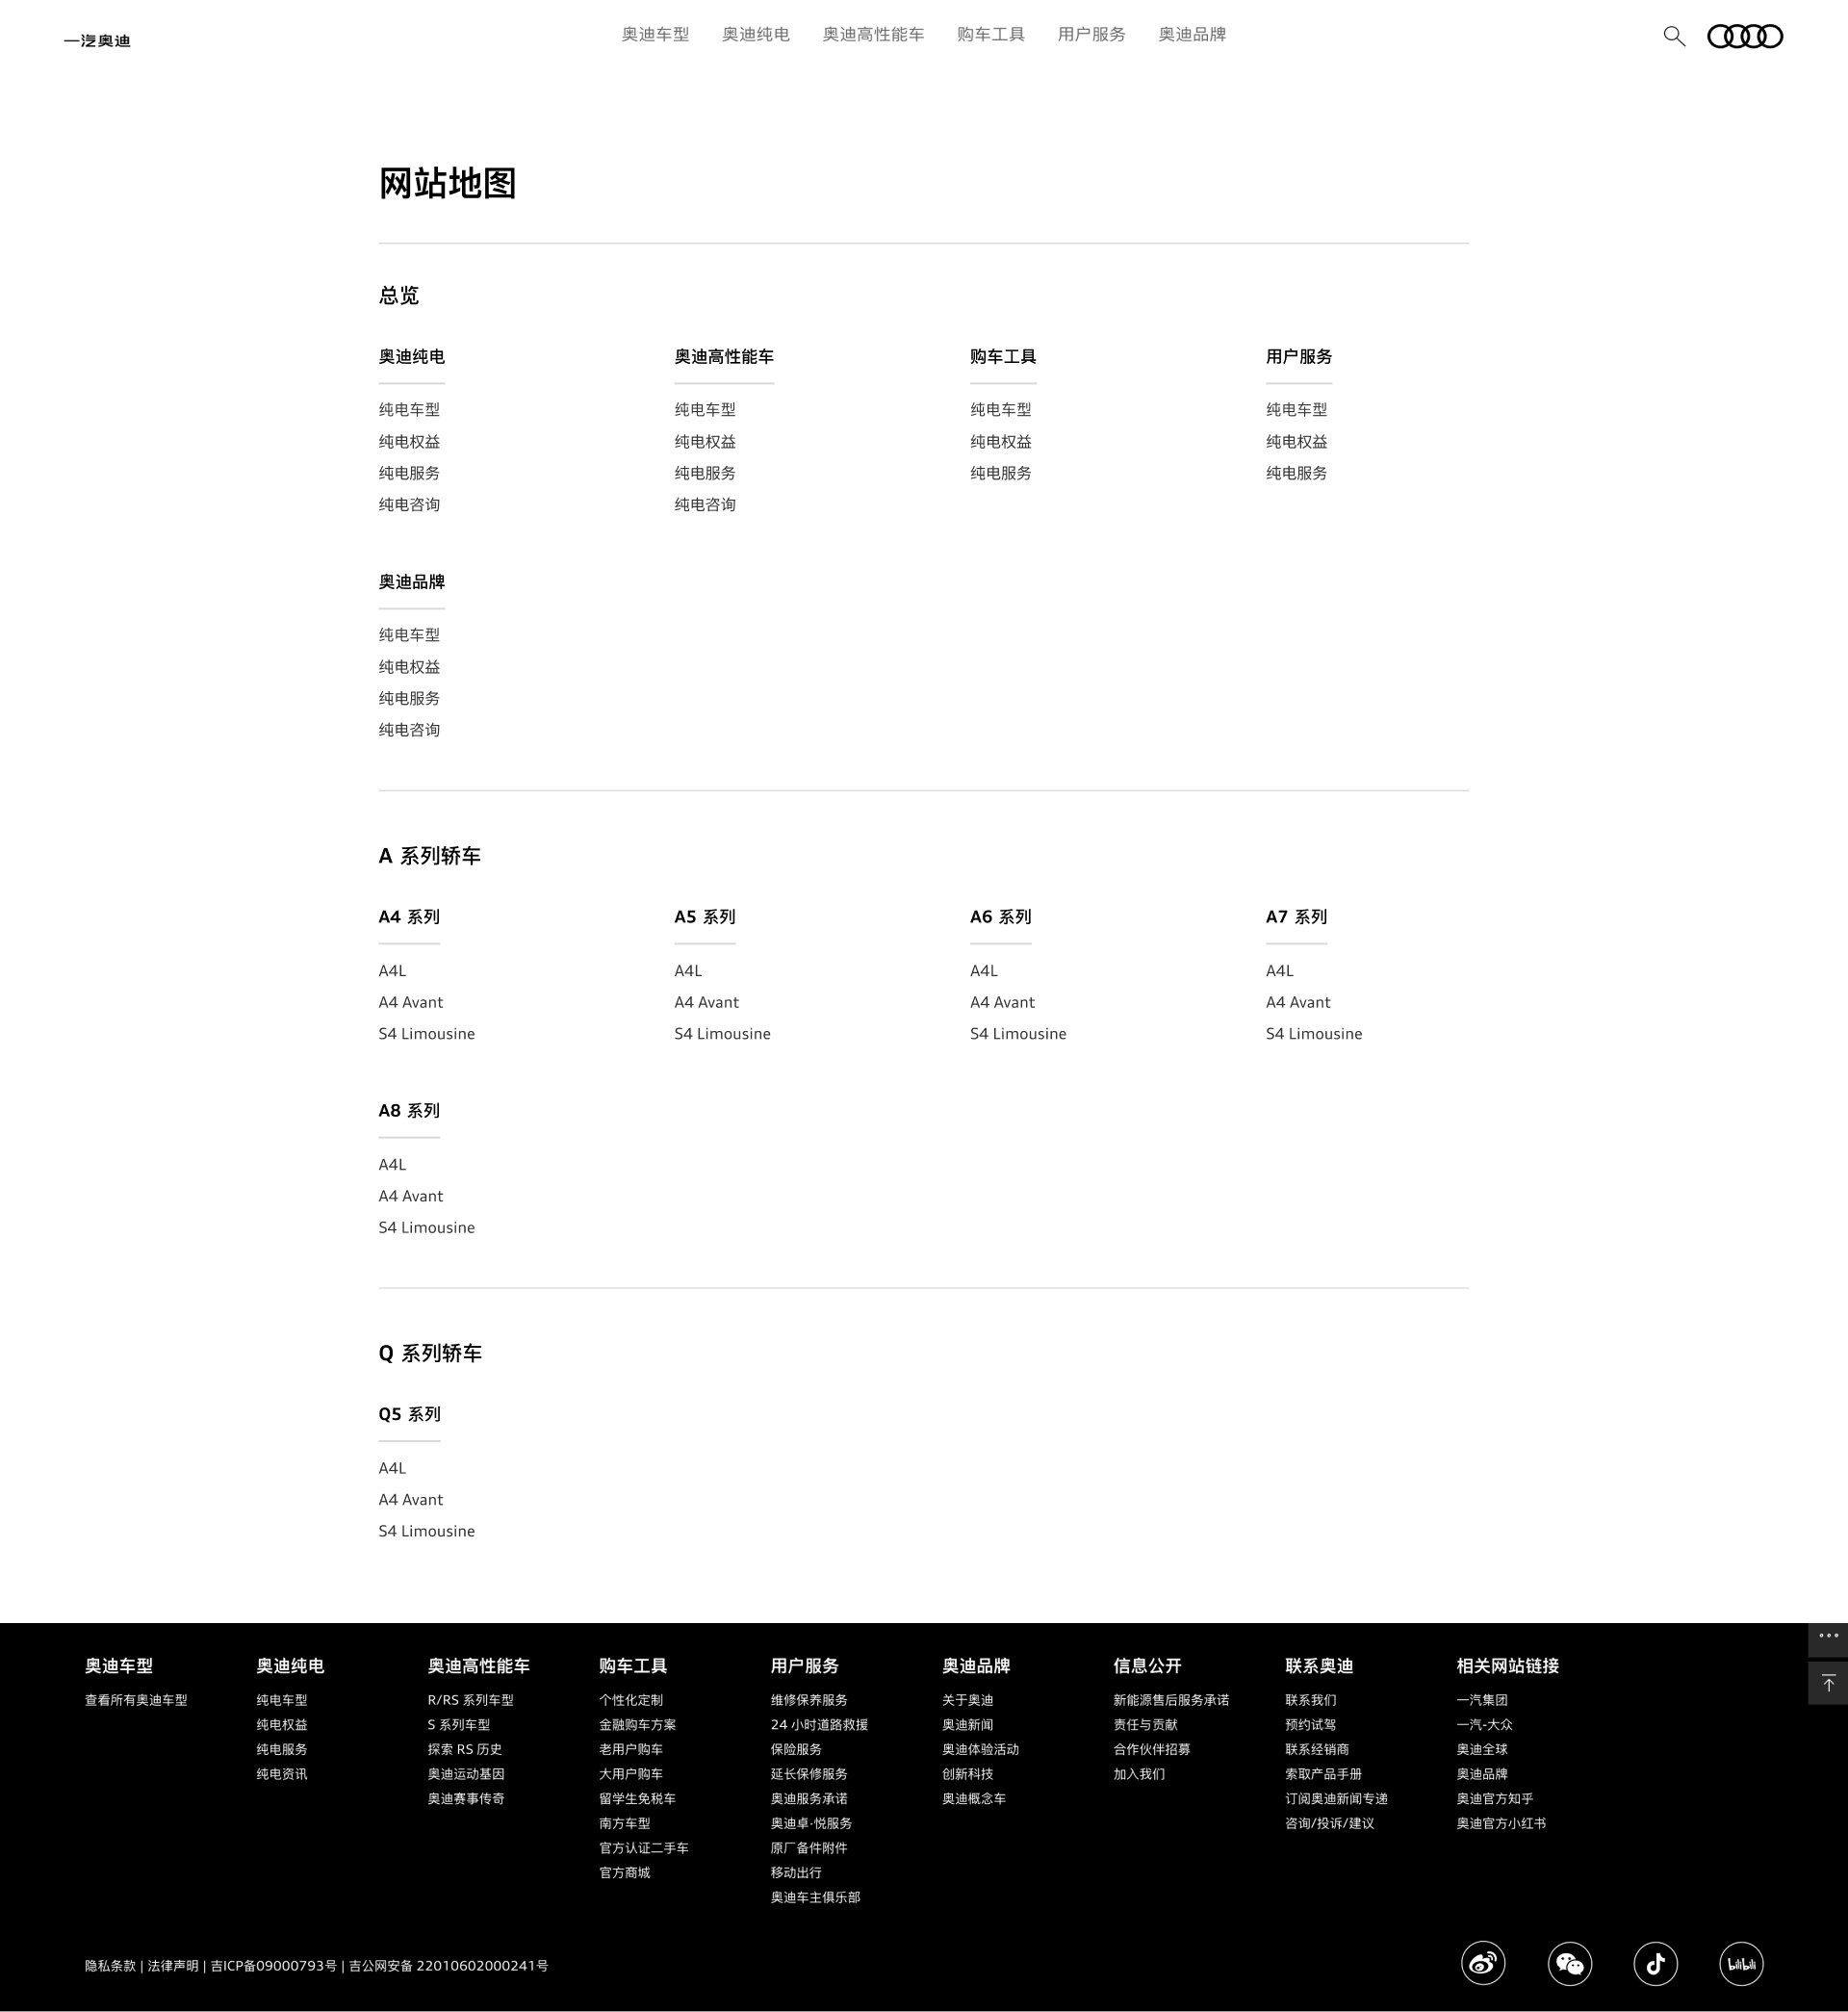 一汽奥迪
奥迪车型 奥迪纯电 奥迪高性能车 购车工具 用户服务 奥迪品牌
网站地图
总览
奥迪纯电
纯电车型
纯电权益
纯电服务
纯电咨询
奥迪高性能车
纯电车型
纯电权益
纯电服务
纯电咨询
购车工具
纯电车型
纯电权益
纯电服务
用户服务
纯电车型
纯电权益
纯电服务
奥迪品牌
纯电车型
纯电权益
纯电服务
纯电咨询
A 系列轿车
A4 系列
A4L
A4 Avant
S4 Limousine
A5 系列
A4L
A4 Avant
S4 Limousine
A6 系列
A4L
A4 Avant
S4 Limousine
A7 系列
A4L
A4 Avant
S4 Limousine
A8 系列
A4L
A4 Avant
S4 Limousine
Q 系列轿车
Q5 系列
A4L
A4 Avant
S4 Limousine
奥迪车型
查看所有奥迪车型
奥迪纯电
纯电车型
纯电权益
纯电服务
纯电资讯
奥迪高性能车
R/RS 系列车型
S 系列车型
探索 RS 历史
奥迪运动基因
奥迪赛事传奇
购车工具
个性化定制
金融购车方案
老用户购车
大用户购车
留学生免税车
南方车型
官方认证二手车
官方商城
用户服务
维修保养服务
24 小时道路救援
保险服务
延长保修服务
奥迪服务承诺
奥迪卓·悦服务
原厂备件附件
移动出行
奥迪车主俱乐部
奥迪品牌
关于奥迪
奥迪新闻
奥迪体验活动
创新科技
奥迪概念车
信息公开
新能源售后服务承诺
责任与贡献
合作伙伴招募
加入我们
联系奥迪
联系我们
预约试驾
联系经销商
索取产品手册
订阅奥迪新闻专递
咨询/投诉/建议
相关网站链接
一汽集团
一汽-大众
奥迪全球
奥迪品牌
奥迪官方知乎
奥迪官方小红书
隐私条款 | 法律声明 | 吉ICP备09000793号 | 吉公网安备 22010602000241号
bilibili